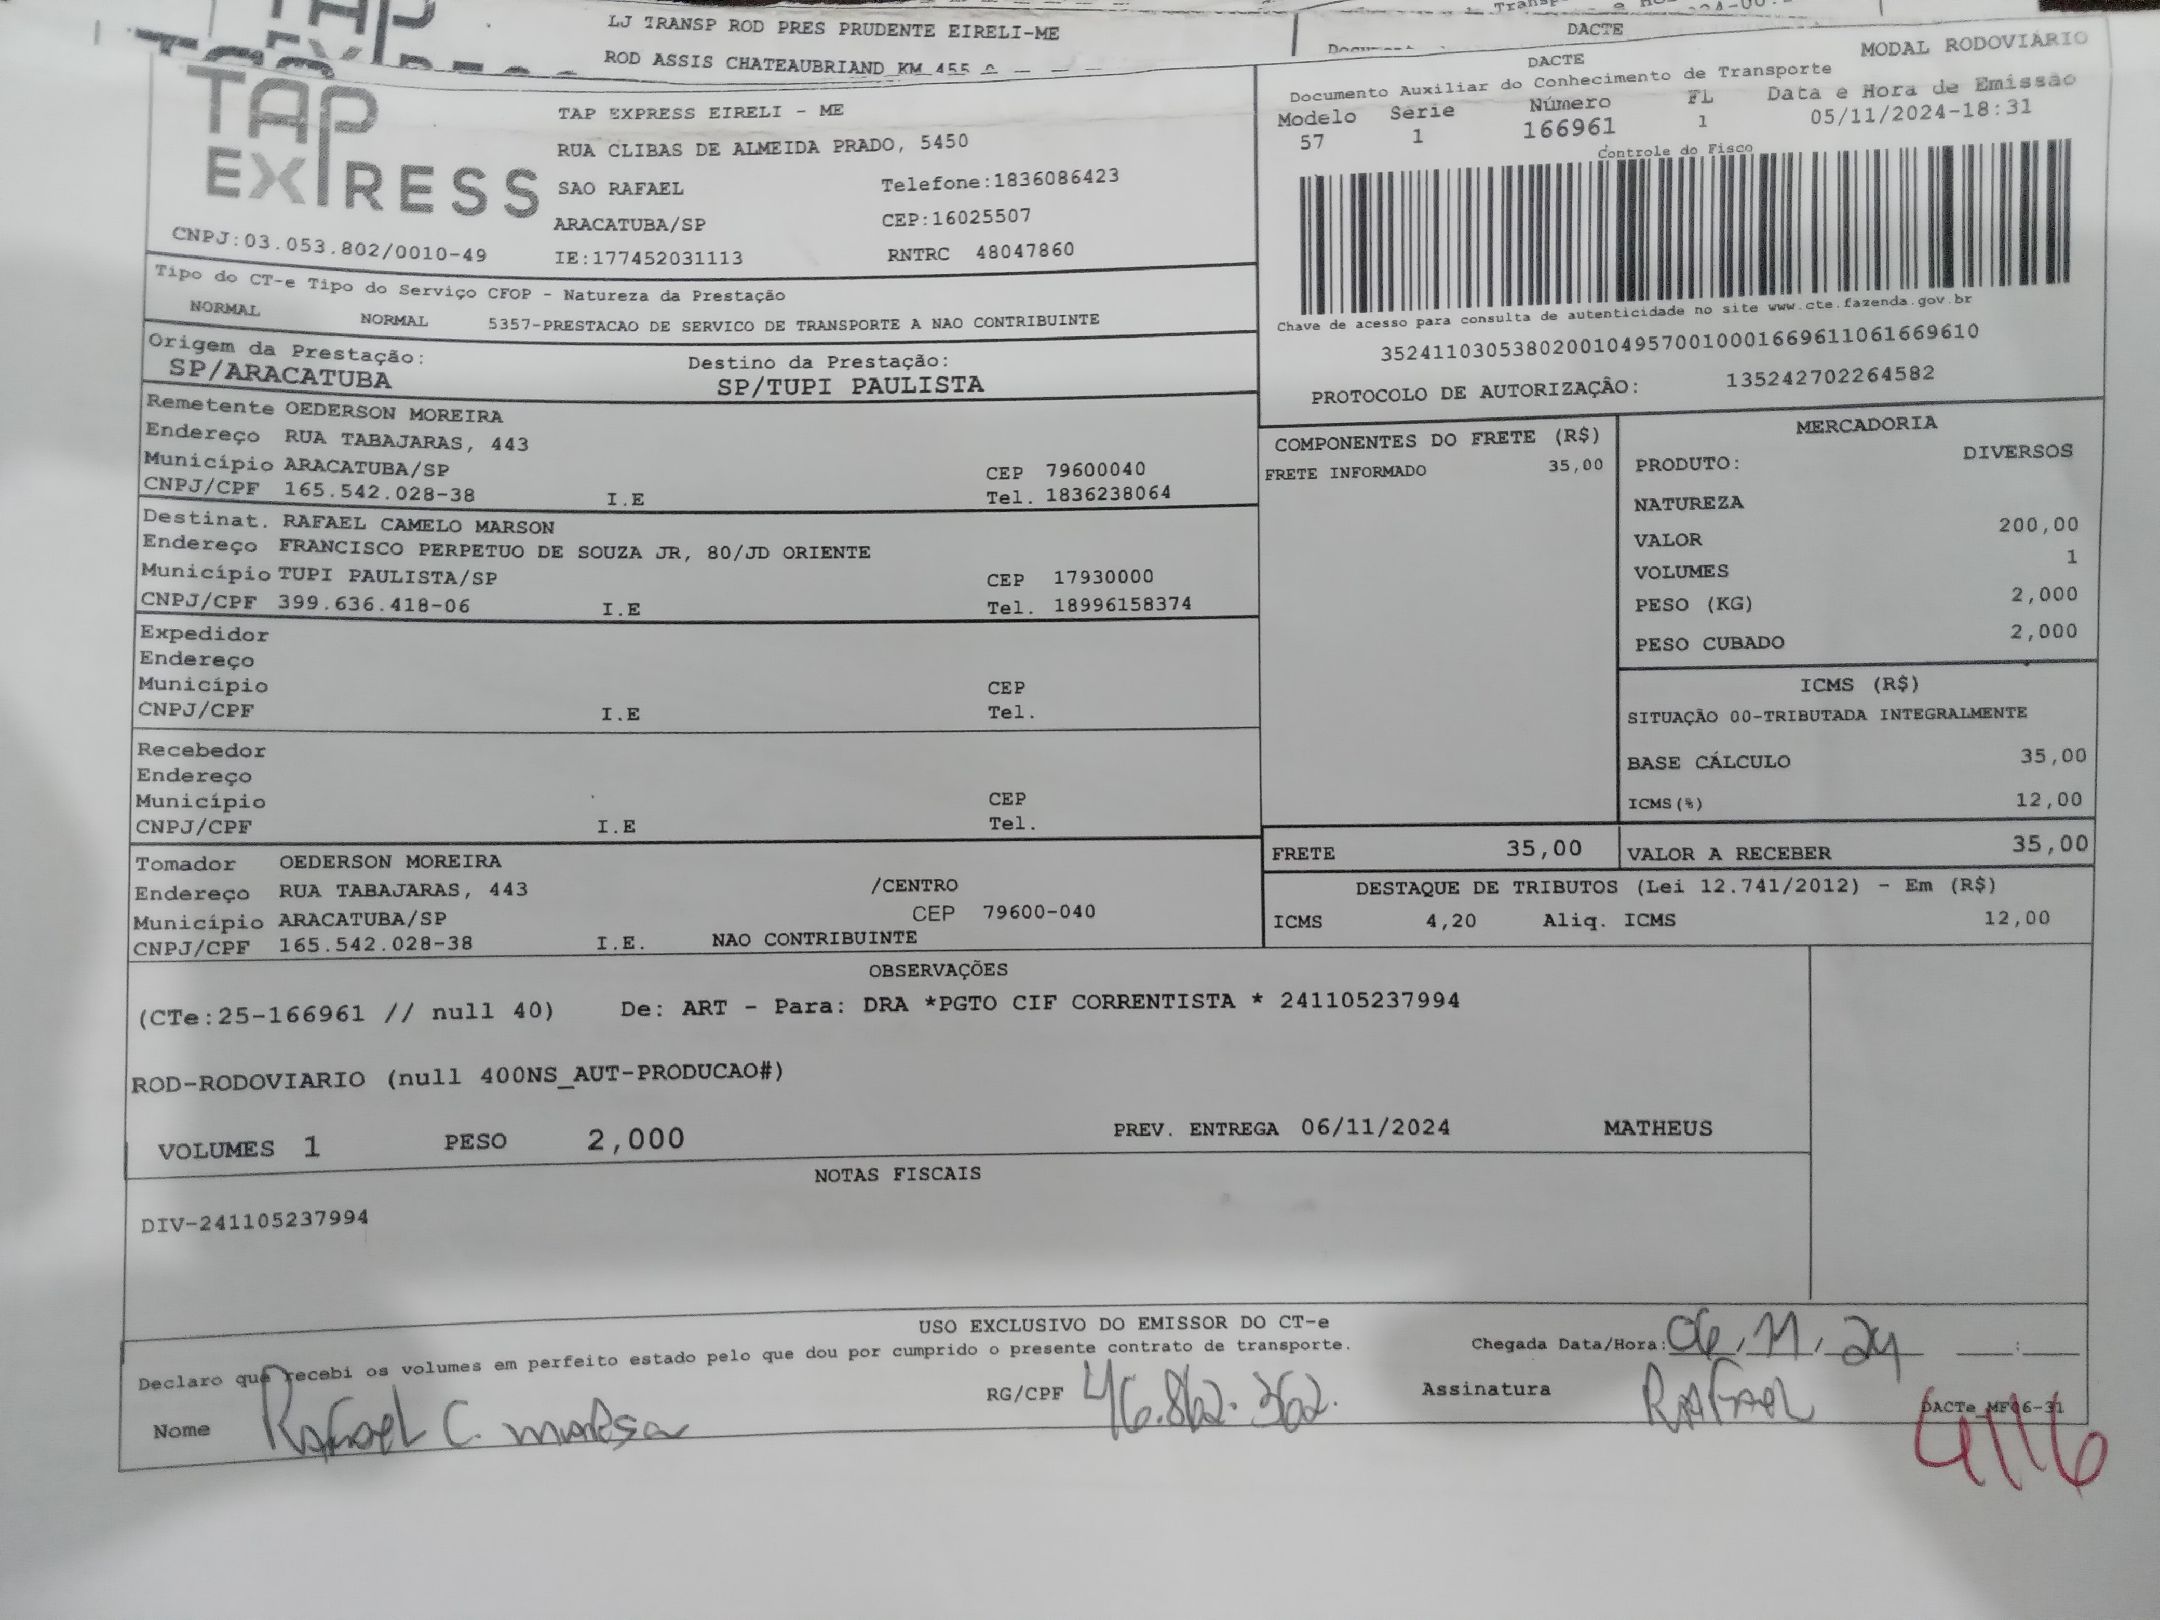 LJ TRANSP ROD PRES PRUDENTE EIRELI-ME
ROD ASSIS CHATEAUBRIAND KM 455
DACTE
TAP EXPRESS
TAP EXPRESS EIRELI - ME
RUA CLIBAS DE ALMEIDA PRADO, 5450
SAO RAFAEL Telefone:1836086423
ARACATUBA/SP CEP:16025507
CNPJ:03.053.802/0010-49 IE:177452031113 RNTRC 48047860
DACTE MODAL RODOVIÁRIO
Documento Auxiliar do Conhecimento de Transporte
Modelo Serie Número FL Data e Hora de Emissão
57 1 166961 1 05/11/2024-18:31
Controle do Fisco
Chave de acesso para consulta de autenticidade no site www.cte.fazenda.gov.br
35241103053802001049570010001669611061669610
PROTOCOLO DE AUTORIZAÇÃO: 135242702264582
Tipo do CT-e Tipo do Serviço CFOP - Natureza da Prestação
NORMAL NORMAL 5357-PRESTACAO DE SERVICO DE TRANSPORTE A NAO CONTRIBUINTE
Origem da Prestação: Destino da Prestação:
SP/ARACATUBA SP/TUPI PAULISTA
Remetente OEDERSON MOREIRA
Endereço RUA TABAJARAS, 443
Município ARACATUBA/SP CEP 79600040
CNPJ/CPF 165.542.028-38 I.E Tel. 1836238064
Destinat. RAFAEL CAMELO MARSON
Endereço FRANCISCO PERPETUO DE SOUZA JR, 80/JD ORIENTE
Município TUPI PAULISTA/SP CEP 17930000
CNPJ/CPF 399.636.418-06 I.E Tel. 18996158374
Expedidor
Endereço
Município CEP
CNPJ/CPF I.E Tel.
Recebedor
Endereço
Município CEP
CNPJ/CPF I.E Tel.
Tomador OEDERSON MOREIRA
Endereço RUA TABAJARAS, 443 /CENTRO
Município ARACATUBA/SP CEP 79600-040
CNPJ/CPF 165.542.028-38 I.E. NAO CONTRIBUINTE
COMPONENTES DO FRETE (R$)
FRETE INFORMADO 35,00
MERCADORIA
PRODUTO: DIVERSOS
NATUREZA
VALOR 200,00
VOLUMES 1
PESO (KG) 2,000
PESO CUBADO 2,000
ICMS (R$)
SITUAÇÃO 00-TRIBUTADA INTEGRALMENTE
BASE CÁLCULO 35,00
ICMS(%) 12,00
FRETE 35,00 VALOR A RECEBER 35,00
DESTAQUE DE TRIBUTOS (Lei 12.741/2012) - Em (R$)
ICMS 4,20 Aliq. ICMS 12,00
OBSERVAÇÕES
(CTe:25-166961 // null 40) De: ART - Para: DRA *PGTO CIF CORRENTISTA * 241105237994
ROD-RODOVIARIO (null 400NS_AUT-PRODUCAO#)
VOLUMES 1 PESO 2,000 PREV. ENTREGA 06/11/2024 MATHEUS
NOTAS FISCAIS
DIV-241105237994
USO EXCLUSIVO DO EMISSOR DO CT-e
Declaro que recebi os volumes em perfeito estado pelo que dou por cumprido o presente contrato de transporte. Chegada Data/Hora: 06, 11, 24 :
Nome Rafael C. RG/CPF 46.862.362. Assinatura RAFAEL